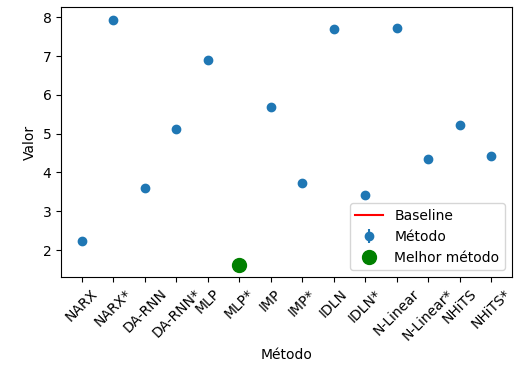 8
7
6
5
4
3
2
Valor
Baseline
Método
Melhor método
NARX
NARX*
DA-RNN
DA-RNN*
MLP
MLP*
IMP
IMP*
IDLN
IDLN*
N-Linear
N-Linear*
NHiTS
NHiTS*
Método